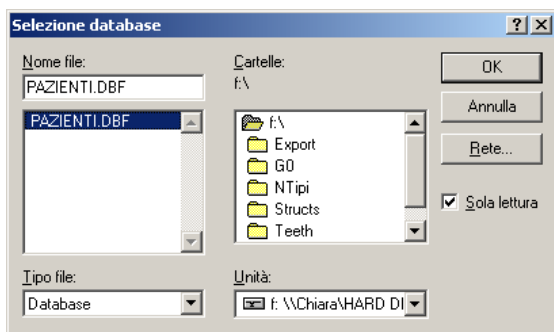 Selezione database
Nome file:
PAZIENTI.DBF
PAZIENTI.DBF
Tipo file:
Database
Cartelle:
f:\
f:\
Export
G0
NTipi
Structs
Teeth
Unità:
f: \\Chiara\HARD DI
OK
Annulla
Rete...
Sola lettura